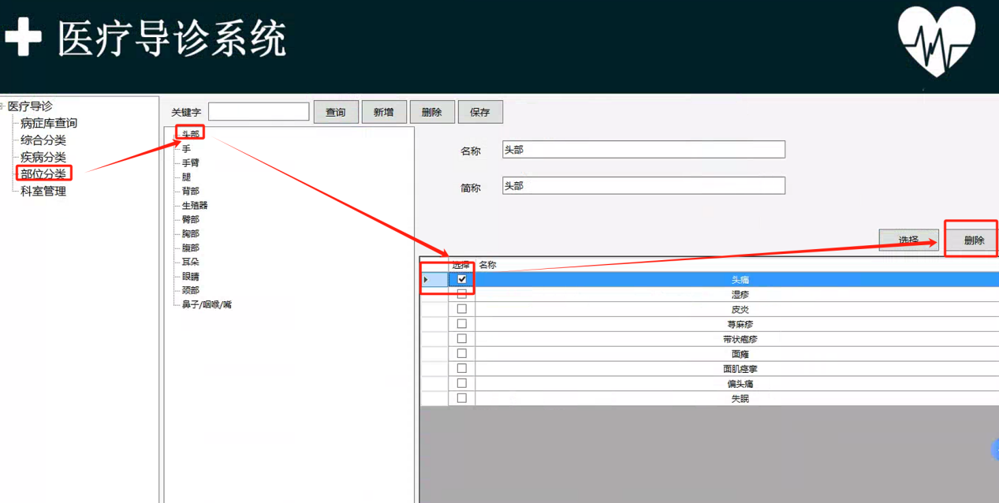 医疗导诊系统
医疗导诊
病症库查询
综合分类
疾病分类
部位分类
科室管理
关键字 查询 新增 删除 保存
头部
手
手臂
腿
背部
生殖器
臀部
胸部
腹部
耳朵
眼睛
颈部
鼻子/咽喉/嘴
名称 头部
简称 头部
选择 删除
选择 名称
头痛
湿疹
皮炎
荨麻疹
带状疱疹
面瘫
面肌痉挛
偏头痛
失眠